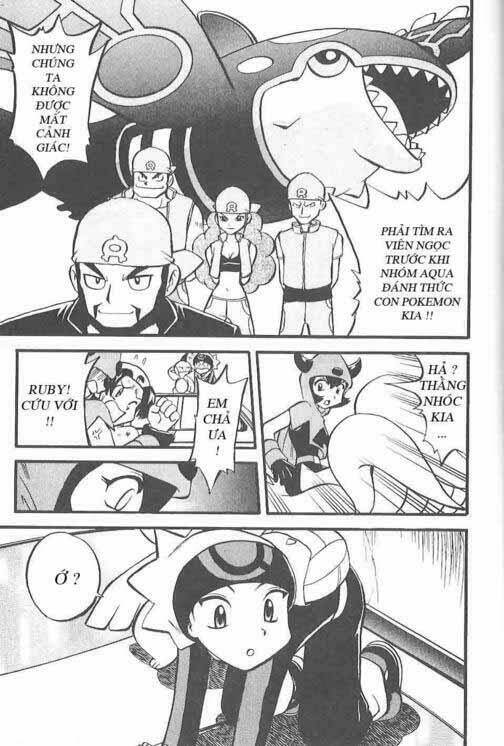 NHƯNG
CHÚNG
TA
KHÔNG
ĐƯỢC
MẤT
CẢNH
GIÁC!
PHẢI TÌM RA
VIÊN NGỌC
TRƯỚC KHI
NHÓM AQUA
ĐÁNH THỨC
CON POKEMON
KIA !!
HẢ ?
THẰNG
NHÓC
KIA
...
EM
CHẢ
ƯA
!
RUBY!
CỨU VỚI
!!
Ớ ?